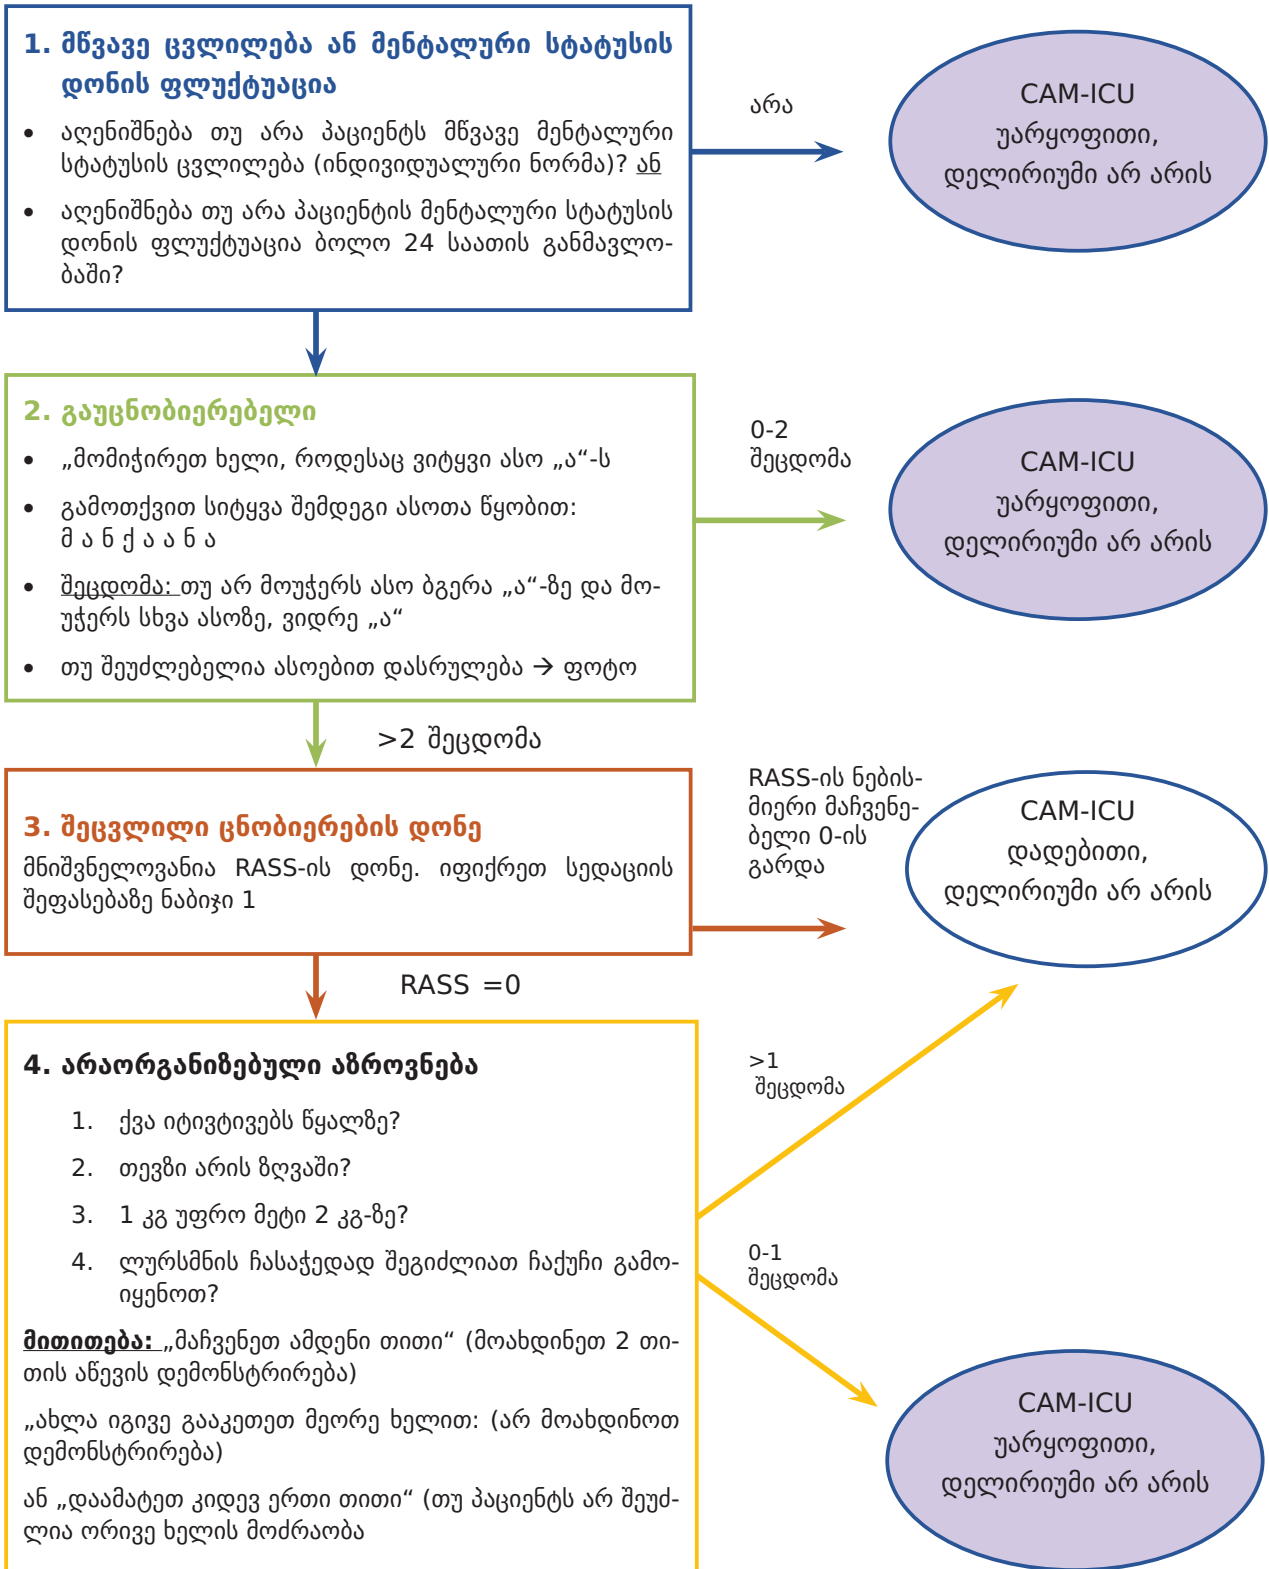 1. მწვავე ცვლილება ან მენტალური სტატუსის
დონის ფლუქტუაცია
• აღენიშნება თუ არა პაციენტს მწვავე მენტალური
სტატუსის ცვლილება (ინდივიდუალური ნორმა)? ან
• აღენიშნება თუ არა პაციენტის მენტალური სტატუსის
დონის ფლუქტუაცია ბოლო 24 საათის განმავლო-
ბაში?
არა
CAM-ICU
უარყოფითი,
დელირიუმი არ არის
2. გაუცნობიერებელი
• „მომიჭირეთ ხელი, როდესაც ვიტყვი ასო „ა“-ს
• გამოთქვით სიტყვა შემდეგი ასოთა წყობით:
მ ა ნ ქ ა ა ნ ა
• შეცდომა: თუ არ მოუჭერს ასო ბგერა „ა“-ზე და მო-
უჭერს სხვა ასოზე, ვიდრე „ა“
• თუ შეუძლებელია ასოებით დასრულება → ფოტო
0-2
შეცდომა
CAM-ICU
უარყოფითი,
დელირიუმი არ არის
>2 შეცდომა
3. შეცვლილი ცნობიერების დონე
მნიშვნელოვანია RASS-ის დონე. იფიქრეთ სედაციის
შეფასებაზე ნაბიჯი 1
RASS-ის ნების-
მიერი მაჩვენე-
ბელი 0-ის
გარდა
CAM-ICU
დადებითი,
დელირიუმი არ არის
RASS =0
4. არაორგანიზებული აზროვნება
1. ქვა იტივტივებს წყალზე?
2. თევზი არის ზღვაში?
3. 1 კგ უფრო მეტი 2 კგ-ზე?
4. ლურსმნის ჩასაჭედად შეგიძლიათ ჩაქუჩი გამო-
იყენოთ?
მითითება: „მაჩვენეთ ამდენი თითი“ (მოახდინეთ 2 თი-
თის აწევის დემონსტრირება)
„ახლა იგივე გააკეთეთ მეორე ხელით: (არ მოახდინოთ
დემონსტრირება)
ან „დაამატეთ კიდევ ერთი თითი“ (თუ პაციენტს არ შეუძ-
ლია ორივე ხელის მოძრაობა
>1
შეცდომა
0-1
შეცდომა
CAM-ICU
უარყოფითი,
დელირიუმი არ არის